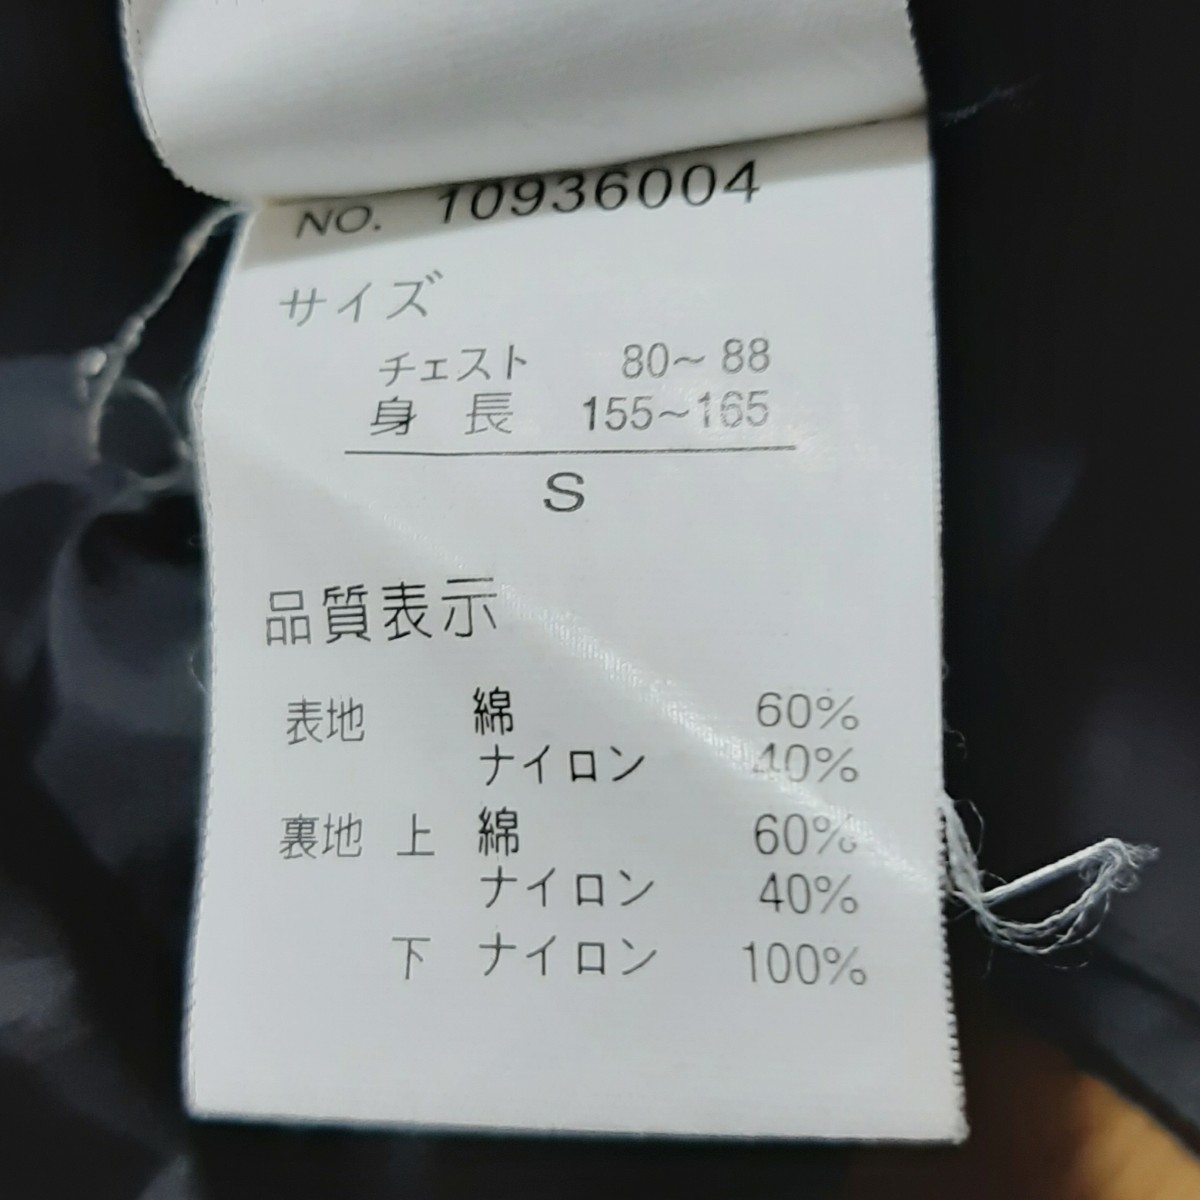 NO. 10936004
サイズ
チェスト 80~88
身長 155~165
S
品質表示
表地 綿 60%
ナイロン 40%
裏地 上 綿 60%
ナイロン 40%
下 ナイロン 100%